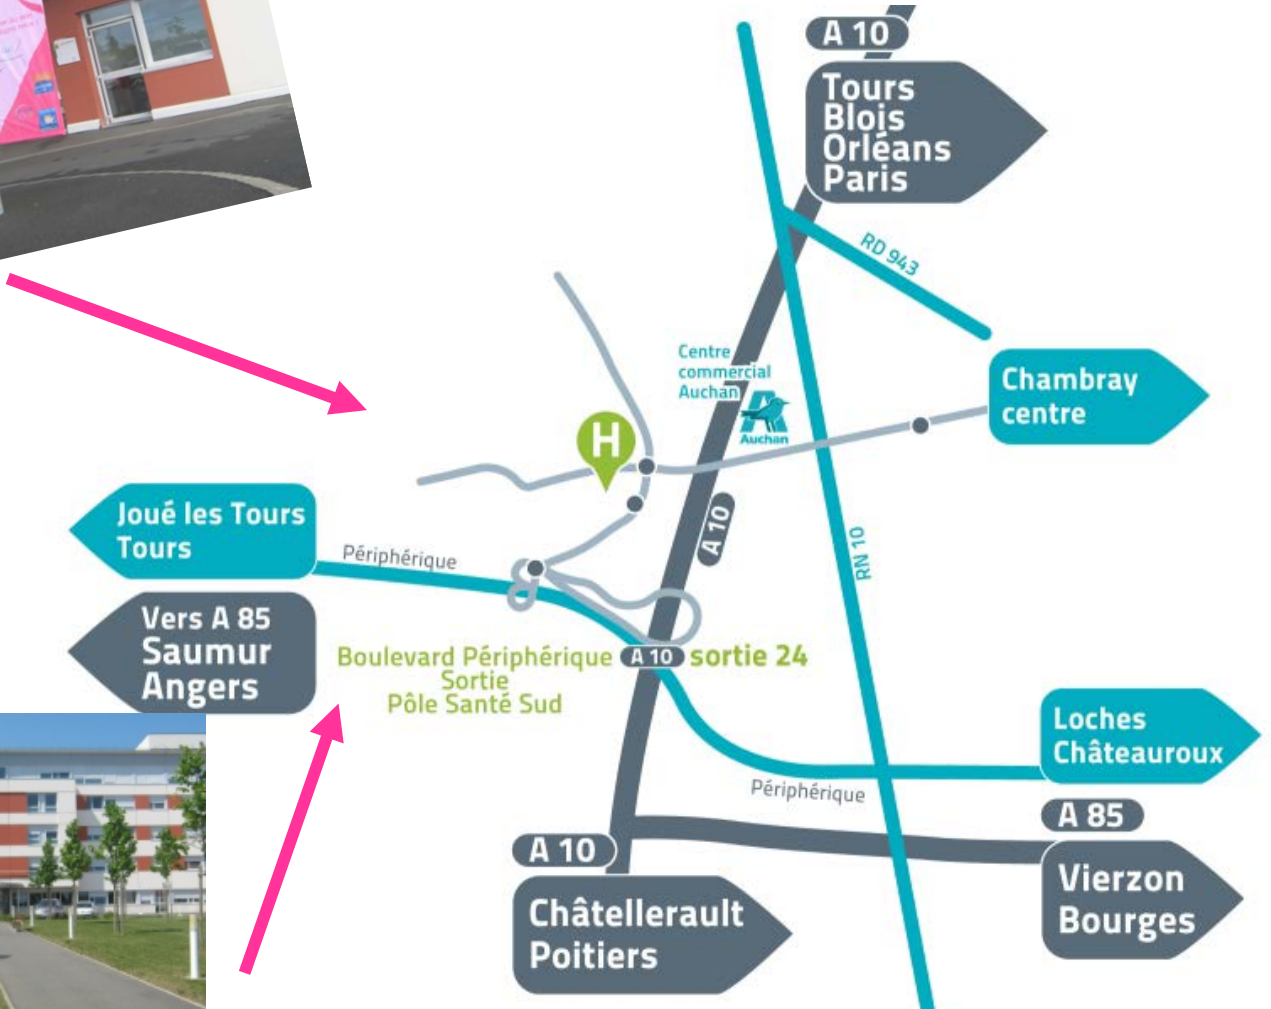 A 10
Tours
Blois
Orléans
Paris
RD 943
Centre
commercial
Auchan
Auchan
Chambray
centre
H
A 10
Joué les Tours
Tours
Périphérique
RN 10
Vers A 85
Saumur
Angers
Boulevard Périphérique A 10 sortie 24
Sortie
Pôle Santé Sud
Loches
Châteauroux
Périphérique
A 85
Vierzon
Bourges
A 10
Châtellerault
Poitiers